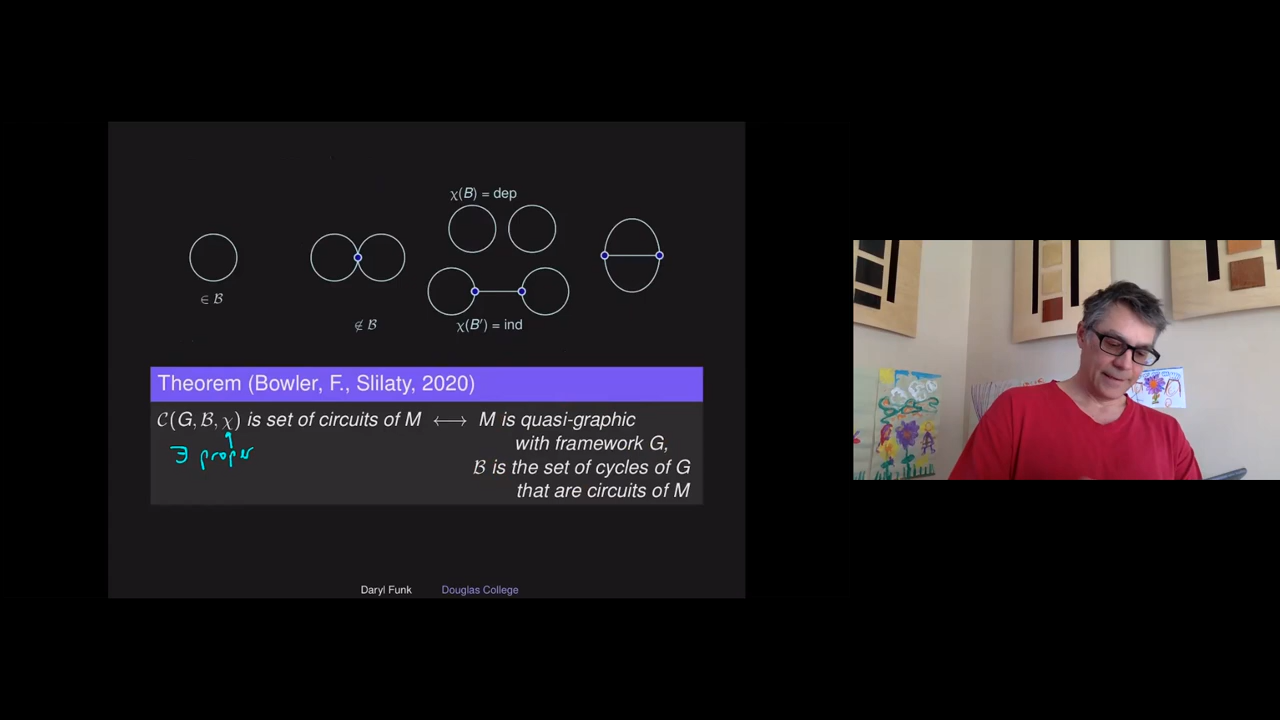 χ(B) = dep
∈ ℬ
∉ ℬ
χ(B′) = ind
Theorem (Bowler, F., Slilaty, 2020)
𝒞(G, ℬ, χ) is set of circuits of M ⟷ M is quasi-graphic
with framework G,
∃ proper
ℬ is the set of cycles of G
that are circuits of M
Daryl Funk Douglas College